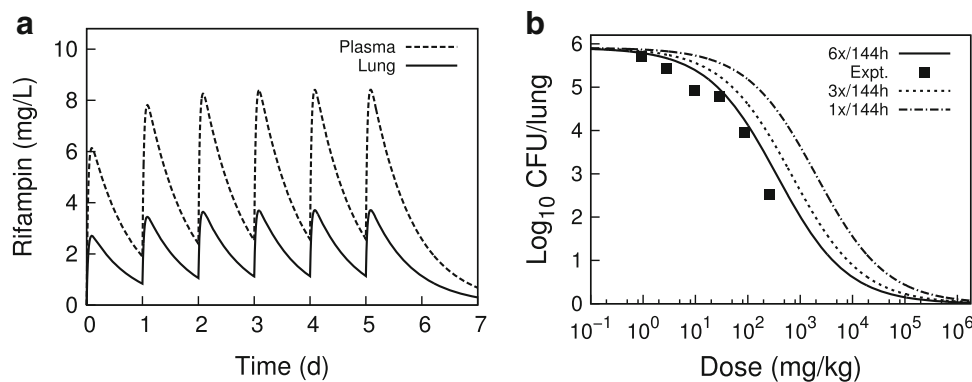 a
Rifampin (mg/L)
10
8
6
4
2
0
Plasma
Lung
0 1 2 3 4 5 6 7
Time (d)
b
Log10 CFU/lung
6
5
4
3
2
1
0
6x/144h
Expt.
3x/144h
1x/144h
10⁻¹ 10⁰ 10¹ 10² 10³ 10⁴ 10⁵ 10⁶
Dose (mg/kg)